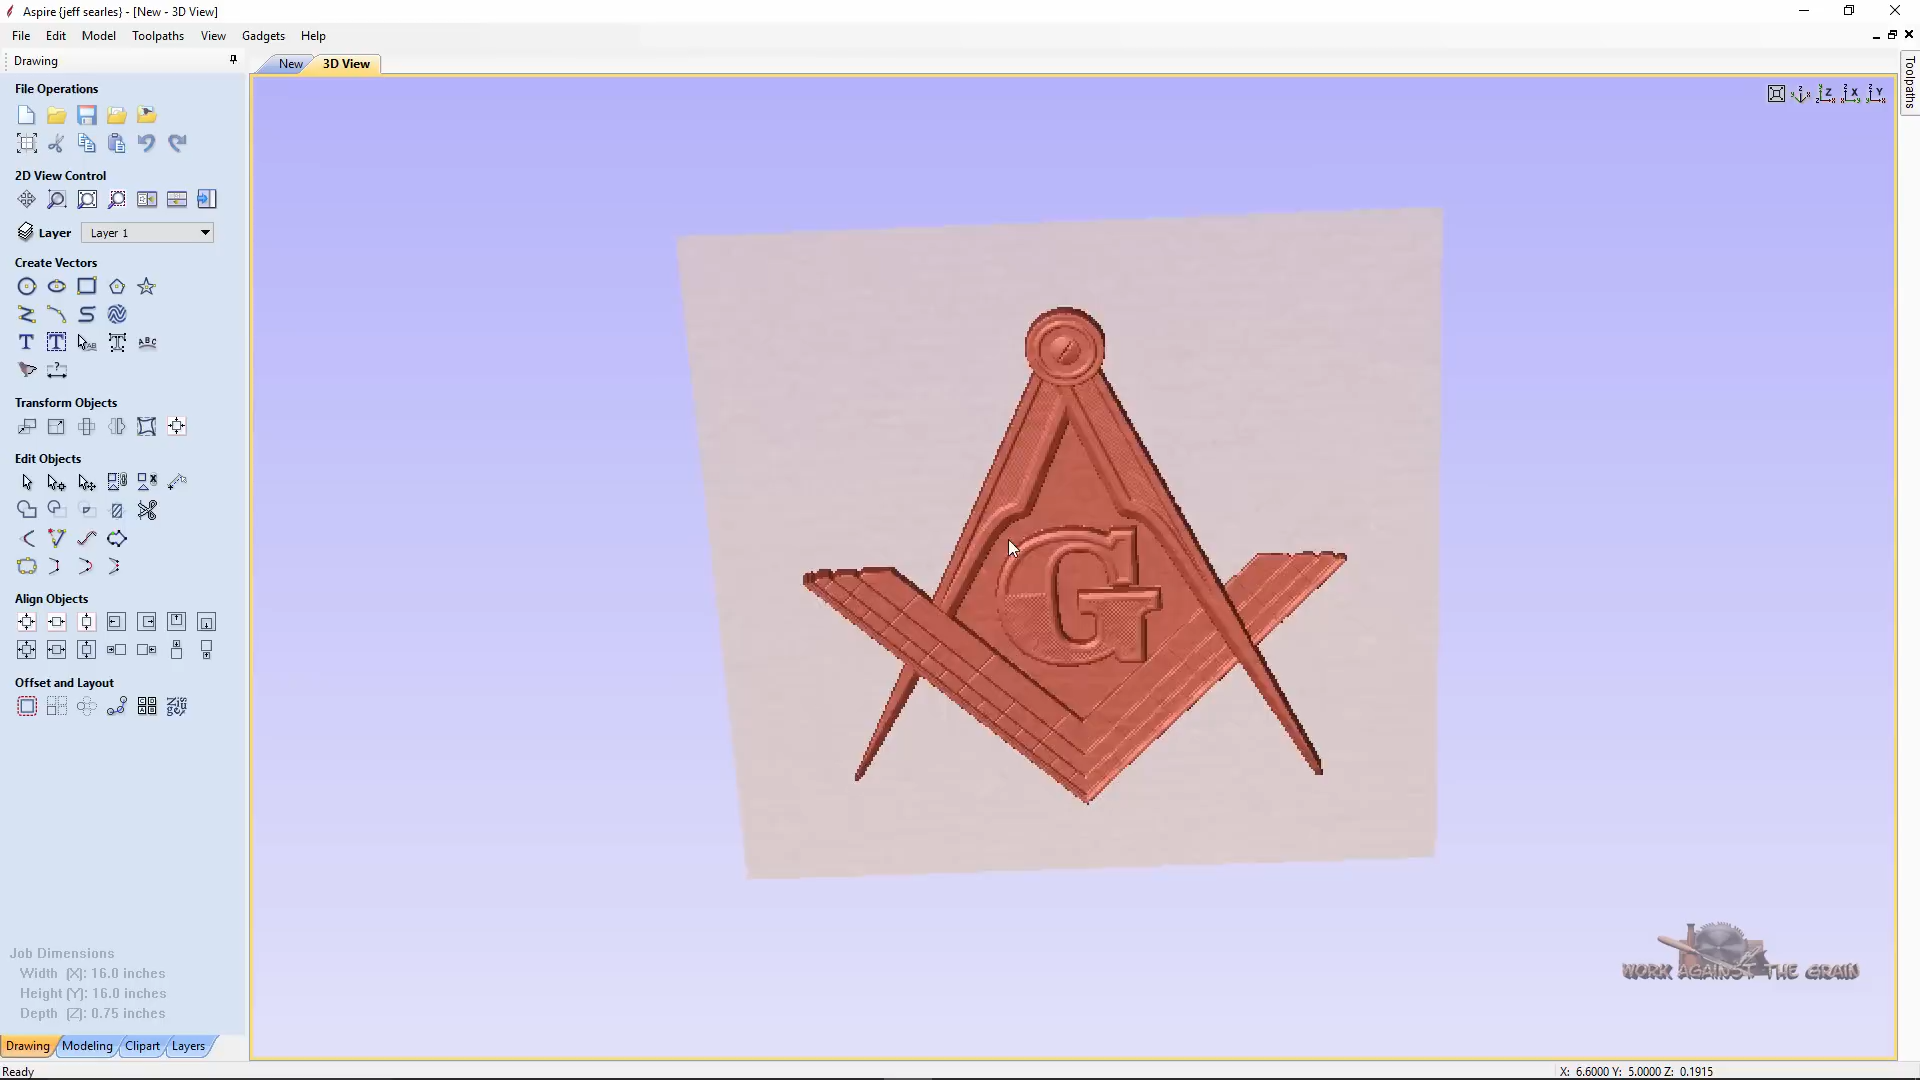 Aspire {jeff searles} - [New - 3D View]
File Edit Model Toolpaths View Gadgets Help
Drawing
New 3D View
Toolpaths
File Operations
2D View Control
Layer Layer 1
Create Vectors
Transform Objects
Edit Objects
Align Objects
Offset and Layout
G
Job Dimensions
Width (X): 16.0 inches
Height (Y): 16.0 inches
Depth (Z): 0.75 inches
WORK AGAINST THE GRAIN
Drawing Modeling Clipart Layers
Ready
X: 6.6000 Y: 5.0000 Z: 0.1915